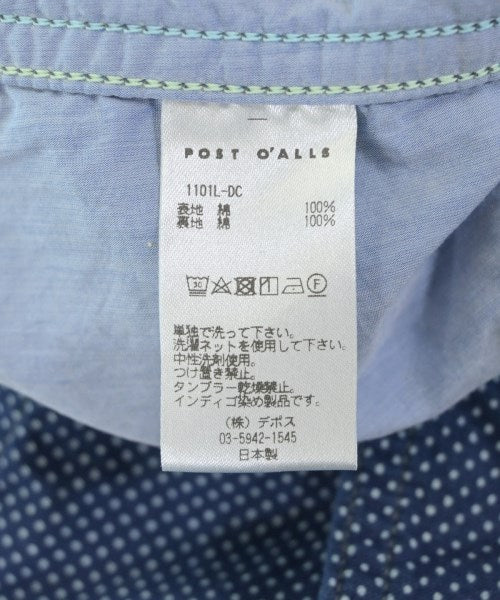 POST O'ALLS
1101L-DC
表地 綿 100%
裏地 綿 100%
単独で洗って下さい。
洗濯ネットを使用して下さい。
中性洗剤使用。
つけ置き禁止。
タンブラー乾燥禁止。
インディゴ染め製品です。
(株) デポス
03-5942-1545
日本製